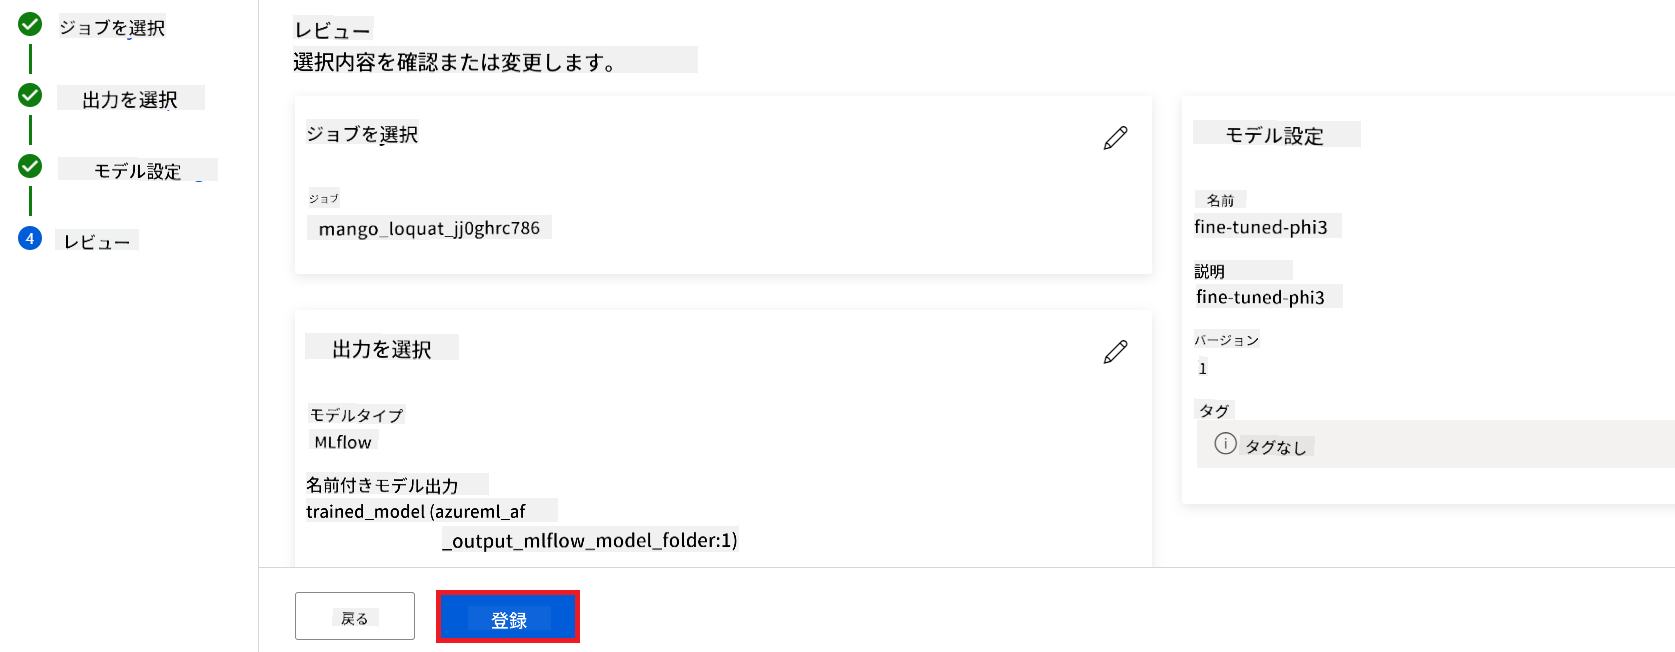 ジョブを選択
出力を選択
モデル設定
4
レビュー
レビュー
選択内容を確認または変更します。
ジョブを選択
ジョブ
mango_loquat_jj0ghrc786
出力を選択
モデルタイプ
MLflow
名前付きモデル出力
trained_model (azureml_af
_output_mlflow_model_folder:1)
モデル設定
名前
fine-tuned-phi3
説明
fine-tuned-phi3
バージョン
1
タグ
タグなし
戻る
登録